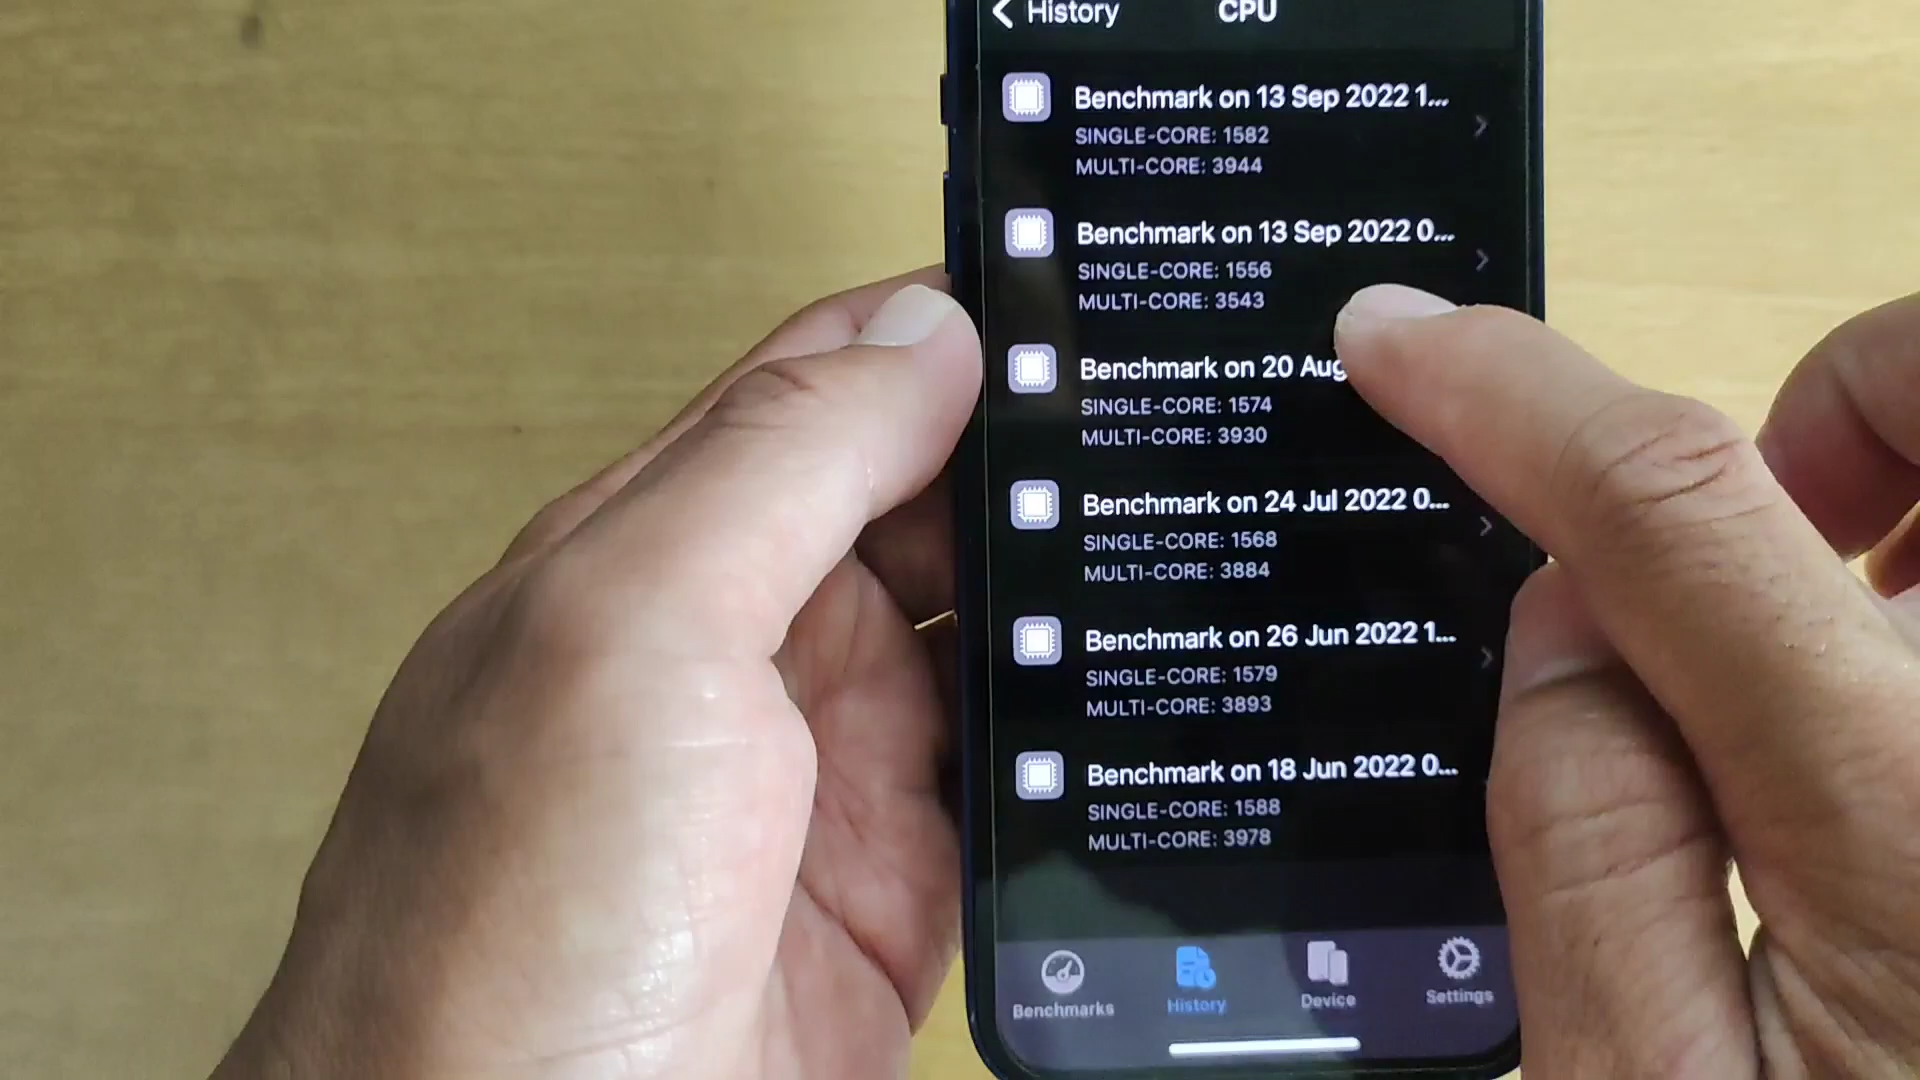 History
CPU
Benchmark on 13 Sep 2022 1...
SINGLE-CORE: 1582
MULTI-CORE: 3944
Benchmark on 13 Sep 2022 0...
SINGLE-CORE: 1556
MULTI-CORE: 3543
Benchmark on 20 Aug
SINGLE-CORE: 1574
MULTI-CORE: 3930
Benchmark on 24 Jul 2022 0...
SINGLE-CORE: 1568
MULTI-CORE: 3884
Benchmark on 26 Jun 2022 1...
SINGLE-CORE: 1579
MULTI-CORE: 3893
Benchmark on 18 Jun 2022 0...
SINGLE-CORE: 1588
MULTI-CORE: 3978
Benchmarks
History
Device
Settings